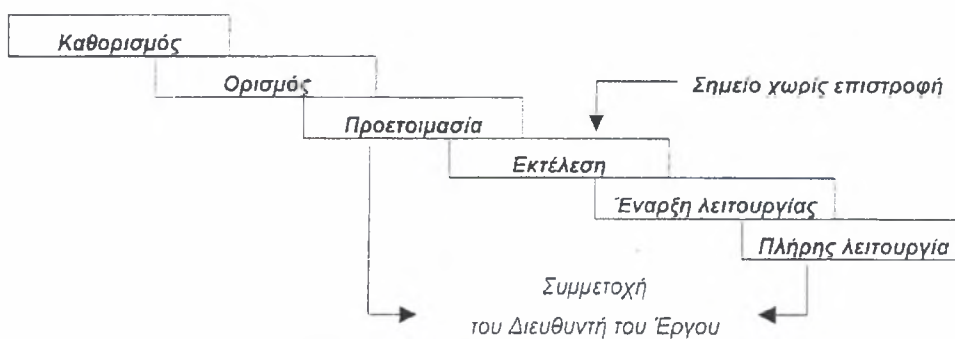 Καθορισμός
Ορισμός
Σημείο χωρίς επιστροφή
Προετοιμασία
Εκτέλεση
Έναρξη λειτουργίας
Πλήρης λειτουργία
Συμμετοχή
του Διευθυντή του Έργου